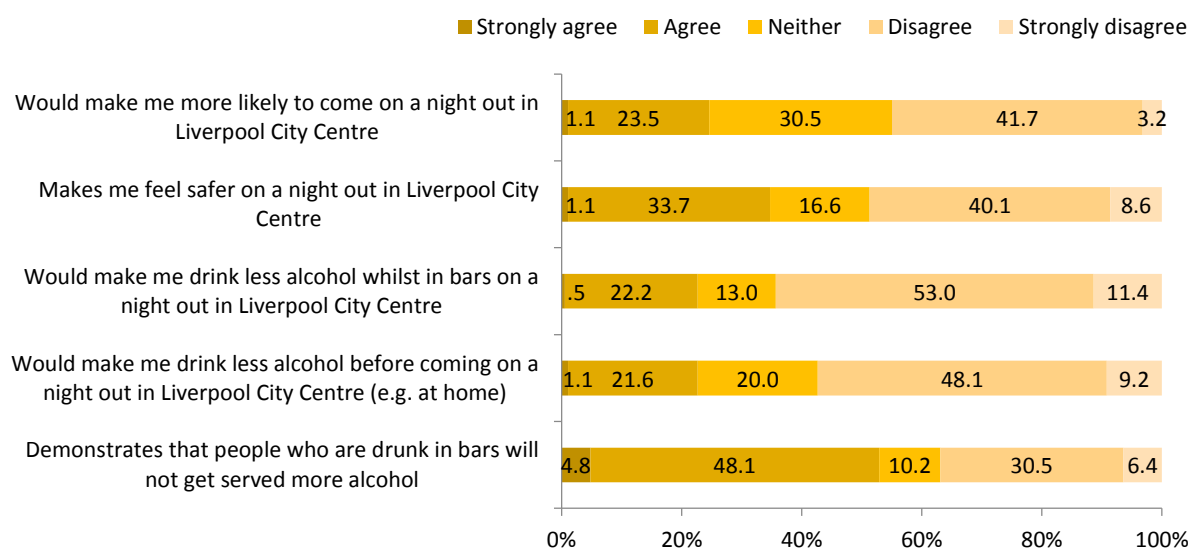 Strongly agree Agree Neither Disagree Strongly disagree
Would make me more likely to come on a night out in
Liverpool City Centre
1.1 23.5 30.5 41.7 3.2
Makes me feel safer on a night out in Liverpool City
Centre
1.1 33.7 16.6 40.1 8.6
Would make me drink less alcohol whilst in bars on a
night out in Liverpool City Centre
.5 22.2 13.0 53.0 11.4
Would make me drink less alcohol before coming on a
night out in Liverpool City Centre (e.g. at home)
1.1 21.6 20.0 48.1 9.2
Demonstrates that people who are drunk in bars will
not get served more alcohol
4.8 48.1 10.2 30.5 6.4
0% 20% 40% 60% 80% 100%